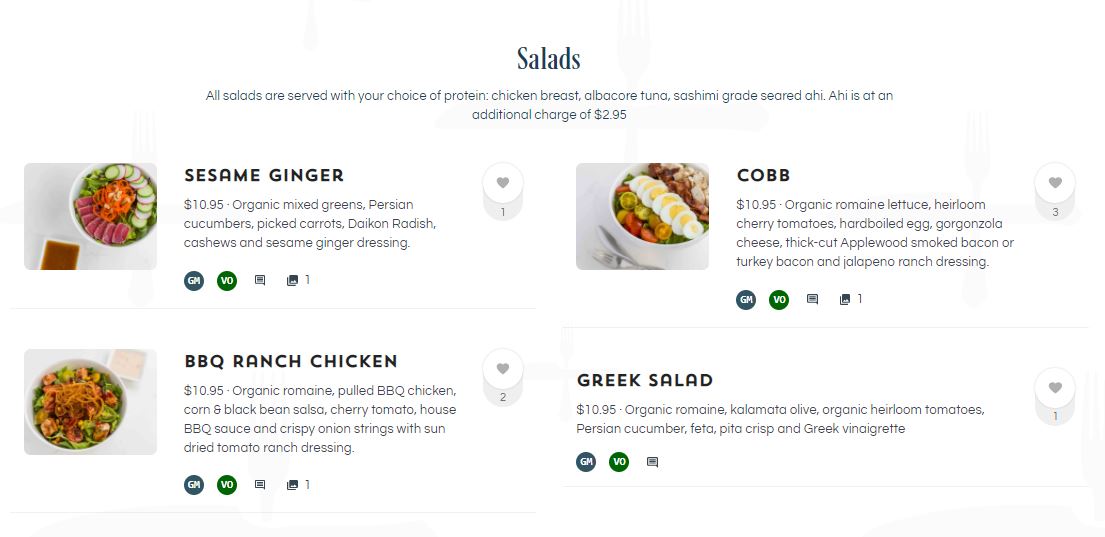 Salads
All salads are served with your choice of protein: chicken breast, albacore tuna, sashimi grade seared ahi. Ahi is at an
additional charge of $2.95
SESAME GINGER
$10.95 · Organic mixed greens, Persian
cucumbers, picked carrots, Daikon Radish,
cashews and sesame ginger dressing.
1
GM VO 1
COBB
$10.95 · Organic romaine lettuce, heirloom
cherry tomatoes, hardboiled egg, gorgonzola
cheese, thick-cut Applewood smoked bacon or
turkey bacon and jalapeno ranch dressing.
3
GM VO 1
BBQ RANCH CHICKEN
$10.95 · Organic romaine, pulled BBQ chicken,
corn & black bean salsa, cherry tomato, house
BBQ sauce and crispy onion strings with sun
dried tomato ranch dressing.
2
GM VO 1
GREEK SALAD
$10.95 · Organic romaine, kalamata olive, organic heirloom tomatoes,
Persian cucumber, feta, pita crisp and Greek vinaigrette
1
GM VO